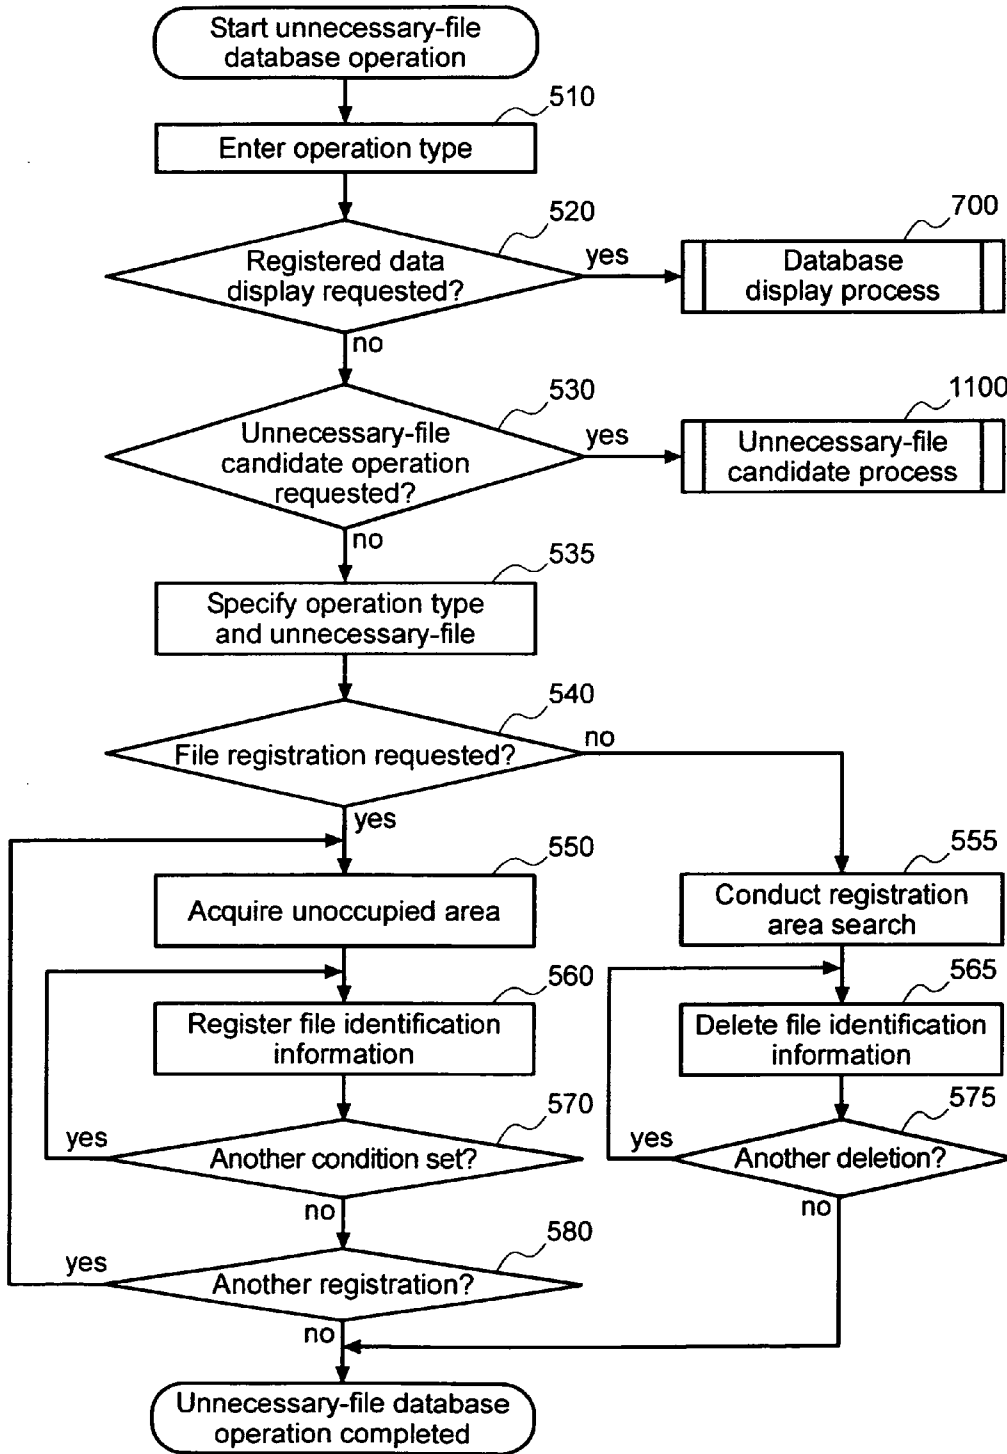 Start unnecessary-file
database operation
510
Enter operation type
520
Registered data
display requested?
yes
700
Database
display process
no
530
Unnecessary-file
candidate operation
requested?
yes
1100
Unnecessary-file
candidate process
no
535
Specify operation type
and unnecessary-file
540
File registration requested?
no
yes
550
Acquire unoccupied area
555
Conduct registration
area search
560
Register file identification
information
565
Delete file identification
information
570
yes
Another condition set?
no
575
yes
Another deletion?
no
580
yes
Another registration?
no
Unnecessary-file database
operation completed